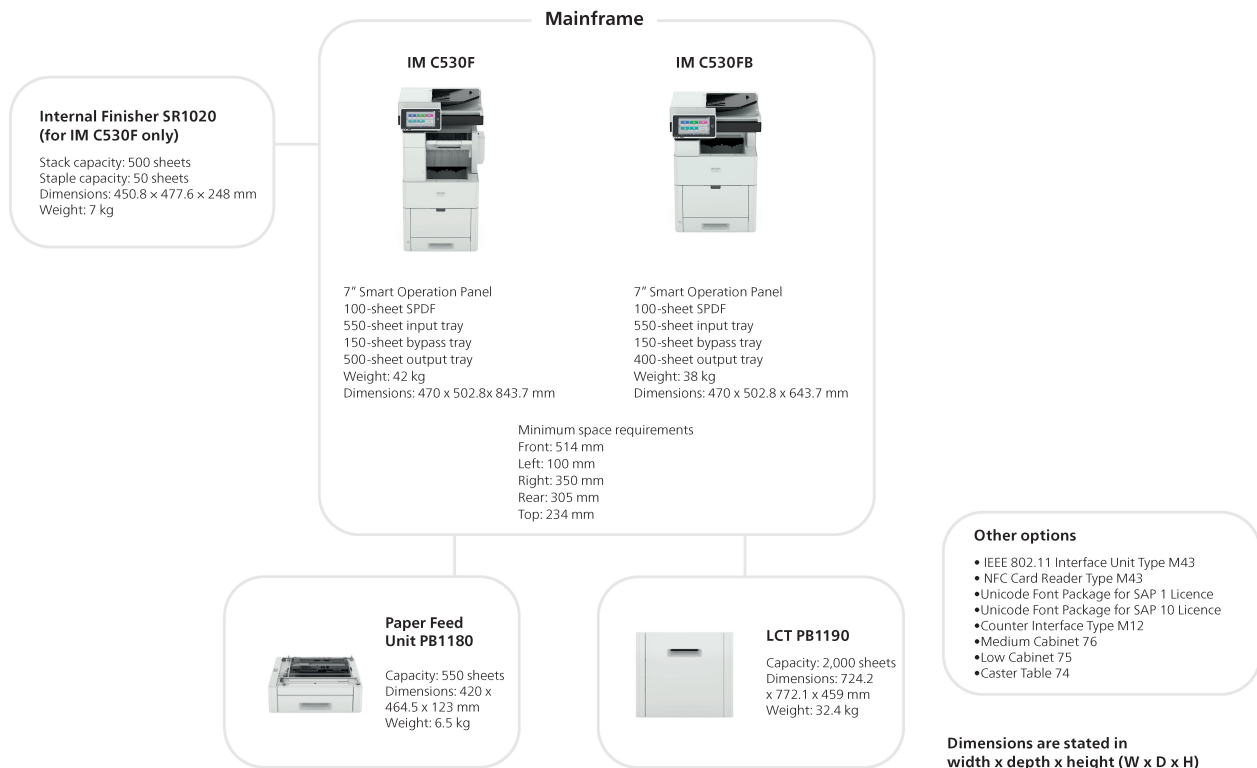 Mainframe
IM C530F
IM C530FB
Internal Finisher SR1020
(for IM C530F only)
Stack capacity: 500 sheets
Staple capacity: 50 sheets
Dimensions: 450.8 × 477.6 × 248 mm
Weight: 7 kg
7” Smart Operation Panel
100-sheet SPDF
550-sheet input tray
150-sheet bypass tray
500-sheet output tray
Weight: 42 kg
Dimensions: 470 x 502.8x 843.7 mm
7” Smart Operation Panel
100-sheet SPDF
550-sheet input tray
150-sheet bypass tray
400-sheet output tray
Weight: 38 kg
Dimensions: 470 x 502.8 x 643.7 mm
Minimum space requirements
Front: 514 mm
Left: 100 mm
Right: 350 mm
Rear: 305 mm
Top: 234 mm
Paper Feed
Unit PB1180
Capacity: 550 sheets
Dimensions: 420 x
464.5 x 123 mm
Weight: 6.5 kg
LCT PB1190
Capacity: 2,000 sheets
Dimensions: 724.2
x 772.1 x 459 mm
Weight: 32.4 kg
Other options
• IEEE 802.11 Interface Unit Type M43
• NFC Card Reader Type M43
•Unicode Font Package for SAP 1 Licence
•Unicode Font Package for SAP 10 Licence
•Counter Interface Type M12
•Medium Cabinet 76
•Low Cabinet 75
•Caster Table 74
Dimensions are stated in
width x depth x height (W x D x H)